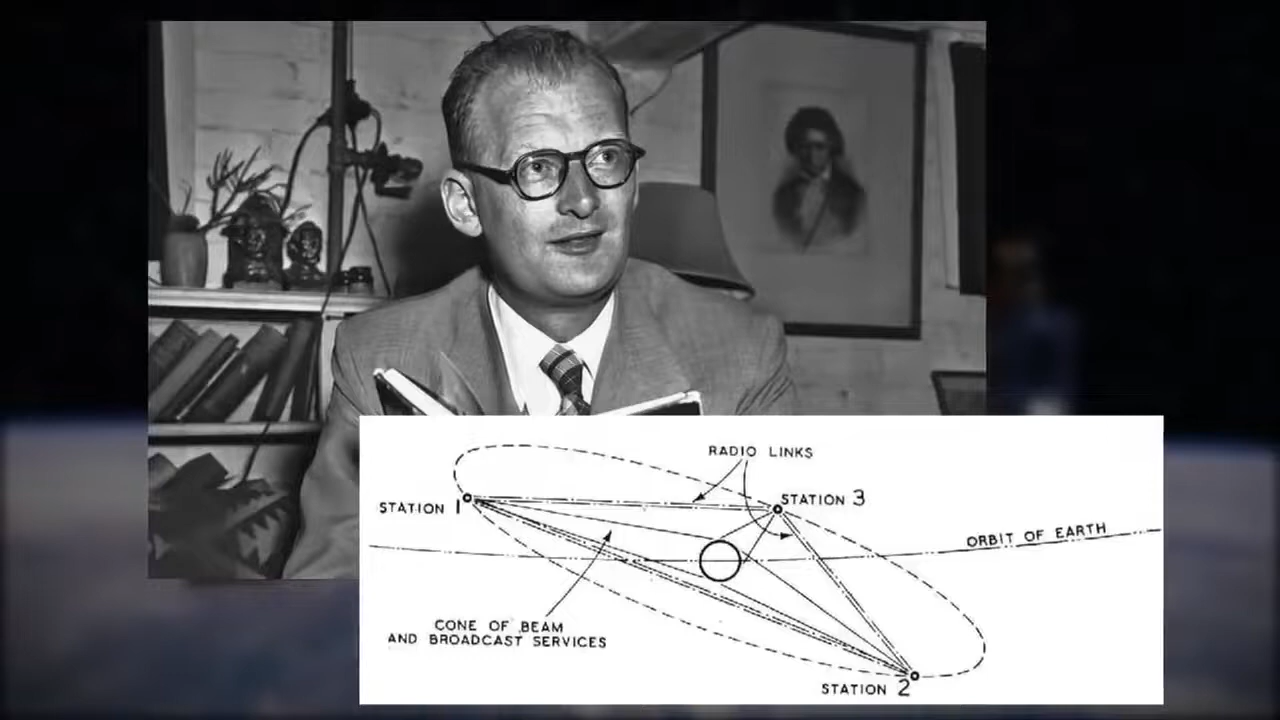 RADIO LINKS
STATION 1
STATION 3
ORBIT OF EARTH
CONE OF BEAM
AND BROADCAST SERVICES
STATION 2